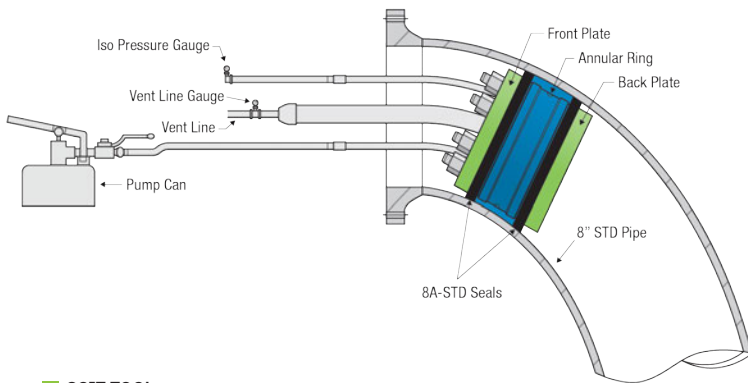 Front Plate
Iso Pressure Gauge
Annular Ring
Back Plate
Vent Line Gauge
Vent Line
Pump Can
8" STD Pipe
8A-STD Seals